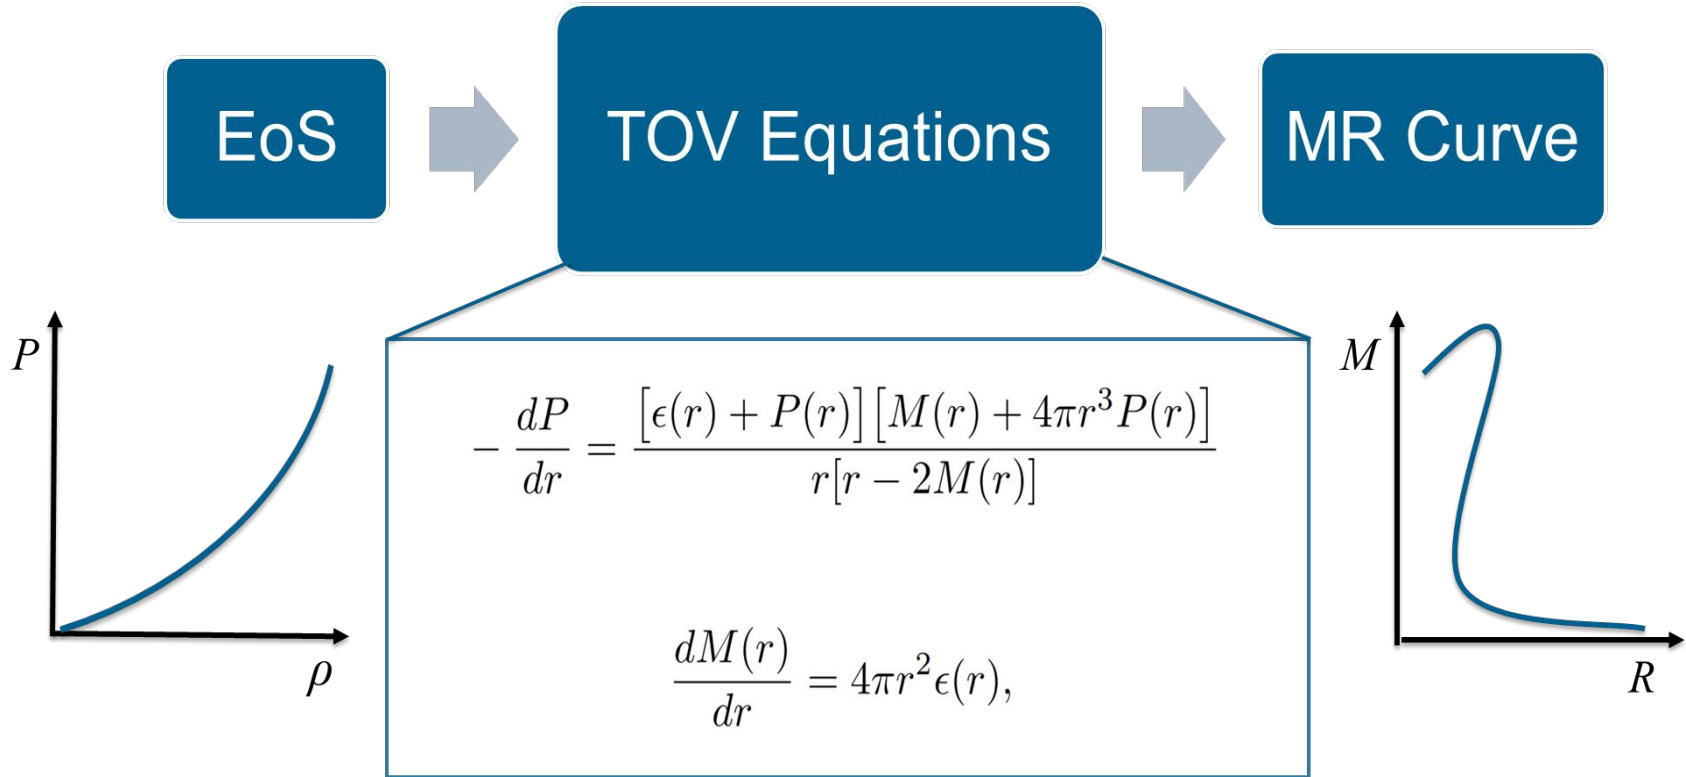 EoS
TOV Equations
MR Curve
P
ρ
- dP/dr = [ϵ(r) + P(r)][M(r) + 4πr³P(r)] / r[r − 2M(r)]
dM(r)/dr = 4πr²ϵ(r),
M
R